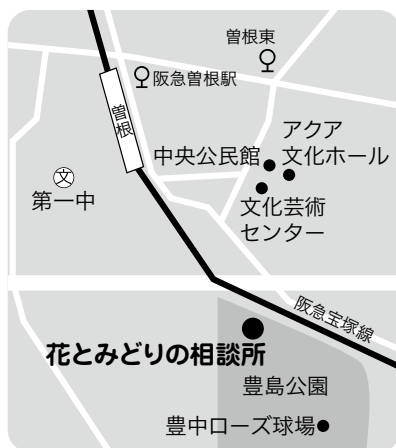 曽根東
阪急曽根駅
曽根
アクア
文化ホール
中央公民館
文
第一中
文化芸術
センター
阪急宝塚線
花とみどりの相談所
豊島公園
豊中ローズ球場